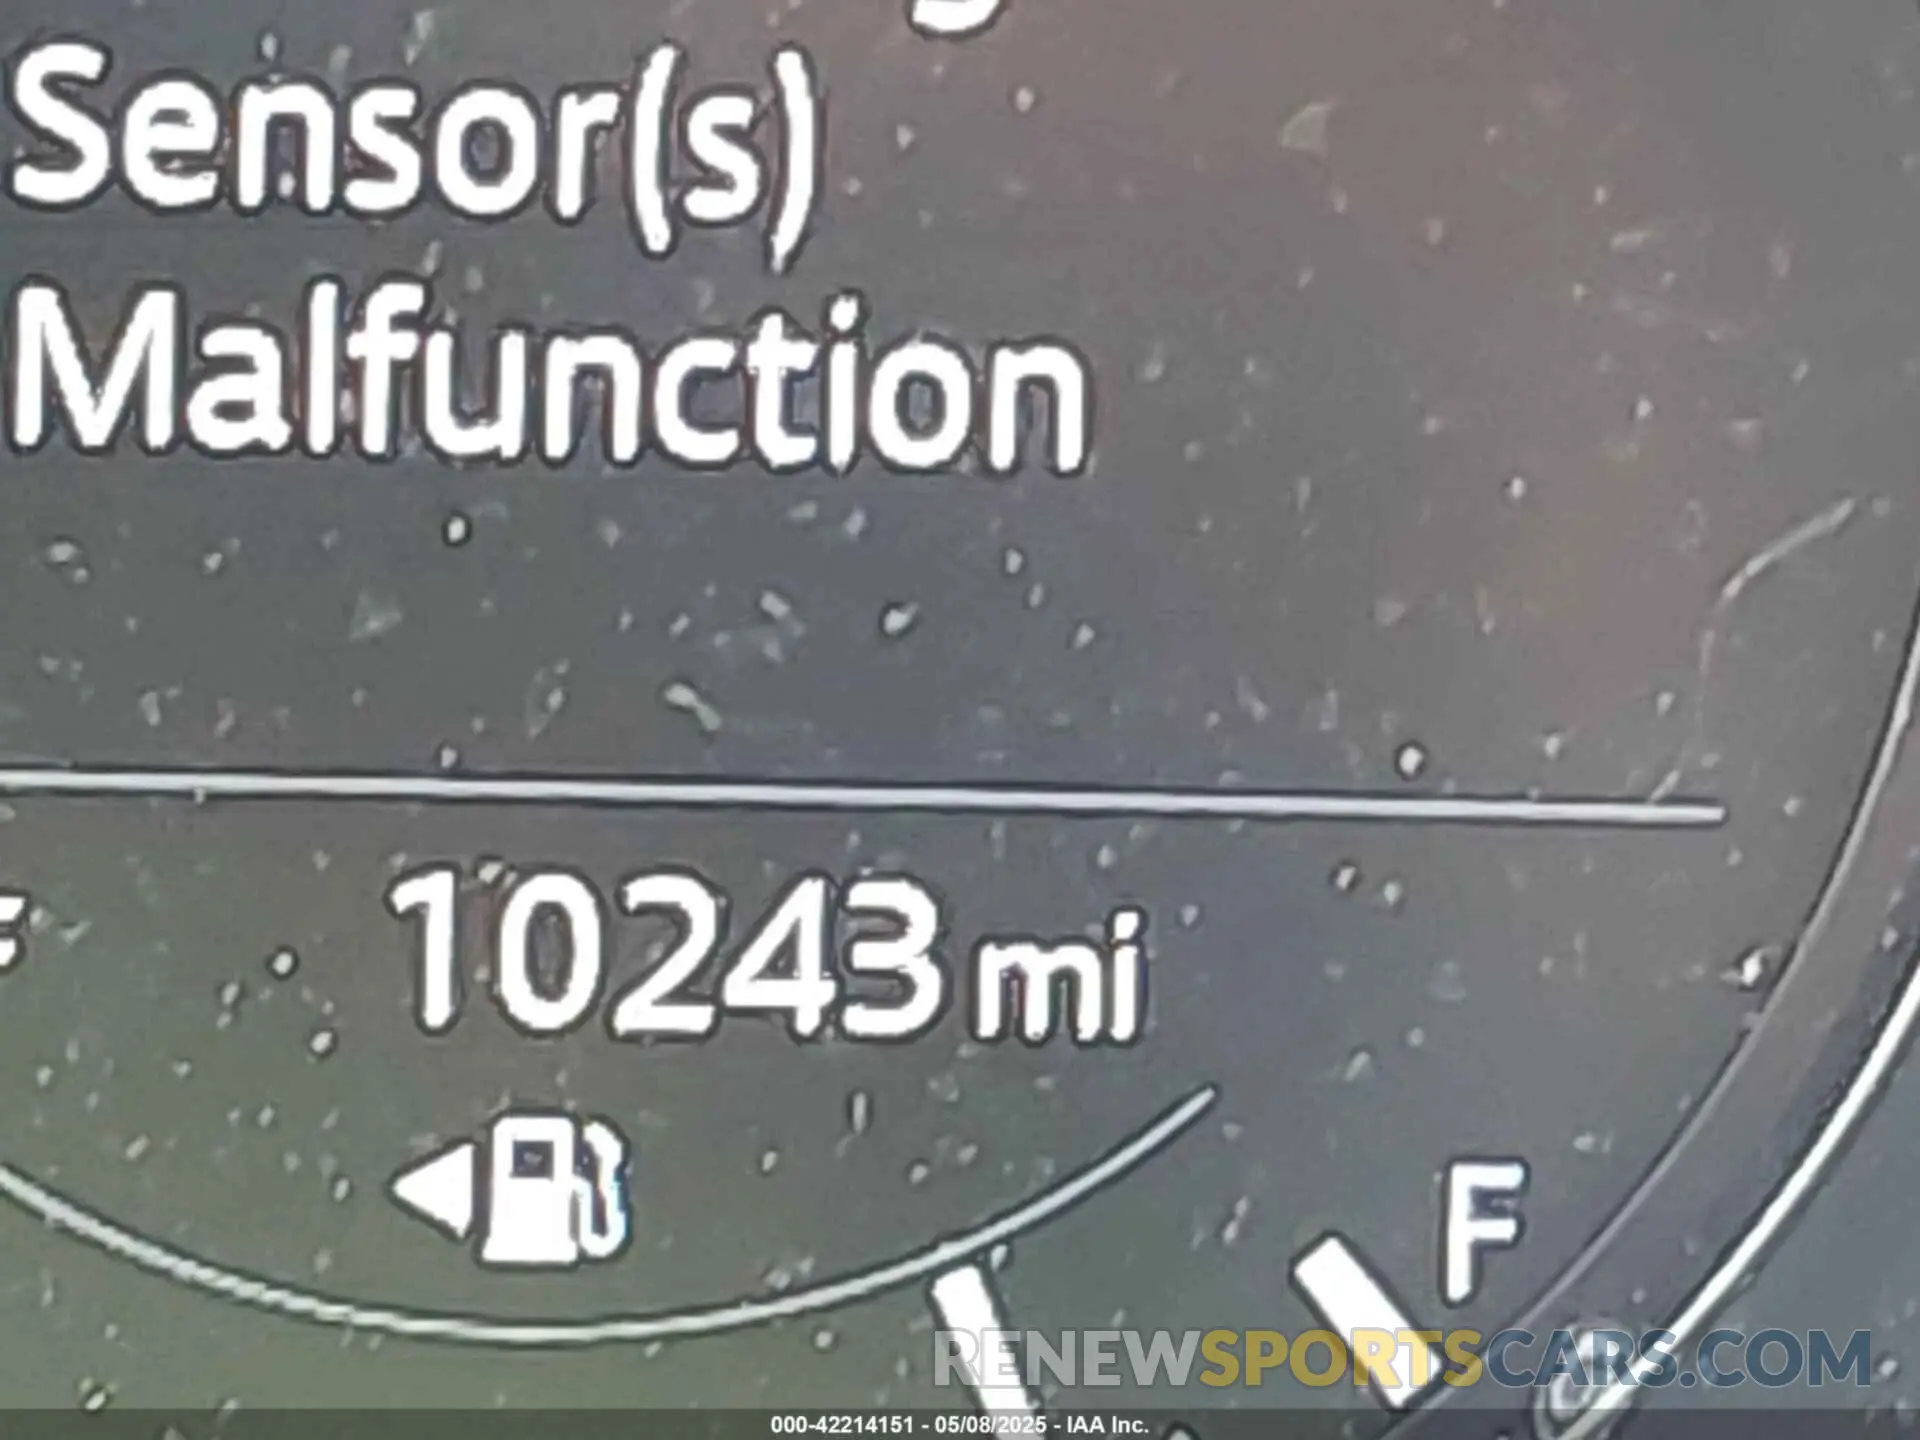 Sensor(s)
Malfunction
10243 mi
F
RENEWSPORTSCARS.COM
000-42214151 - 05/08/2025 - IAA Inc.